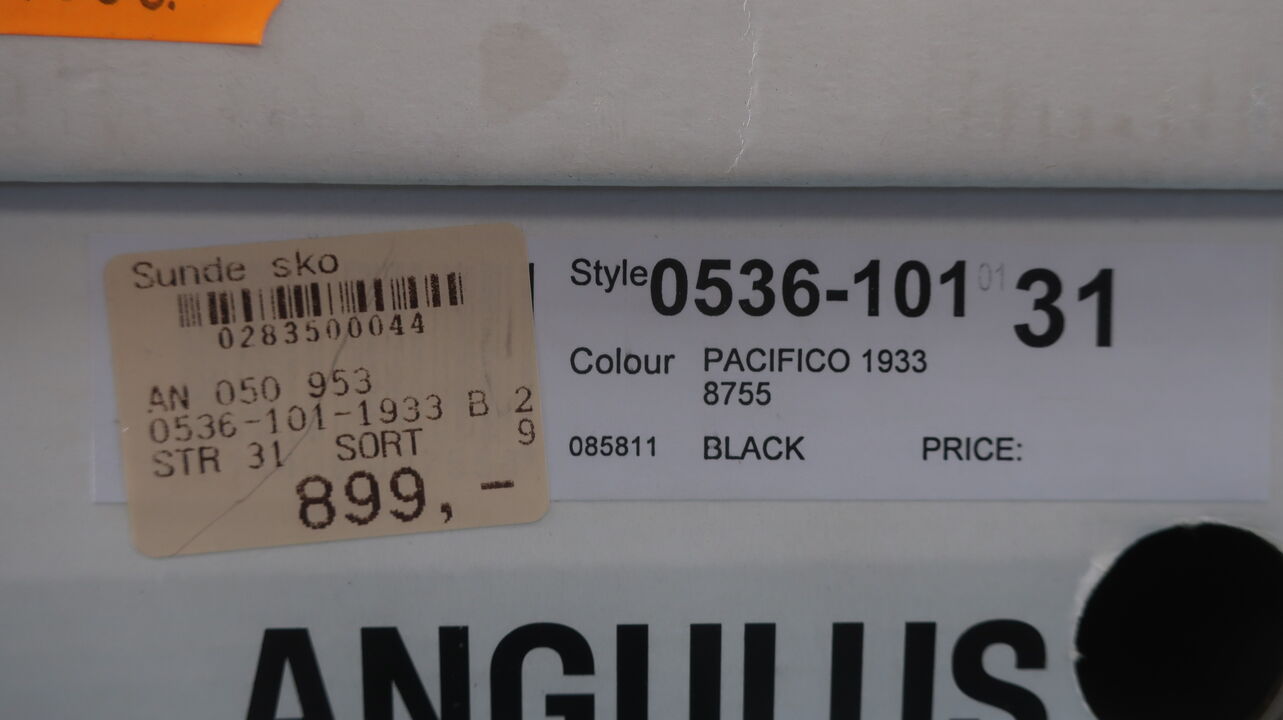 Sunde sko
0283500044
AN 050 953
0536-101-1933 B 2
9
STR 31 SORT
899,-
Style 0536-101 01 31
Colour PACIFICO 1933
8755
085811 BLACK PRICE:
ANGULUS